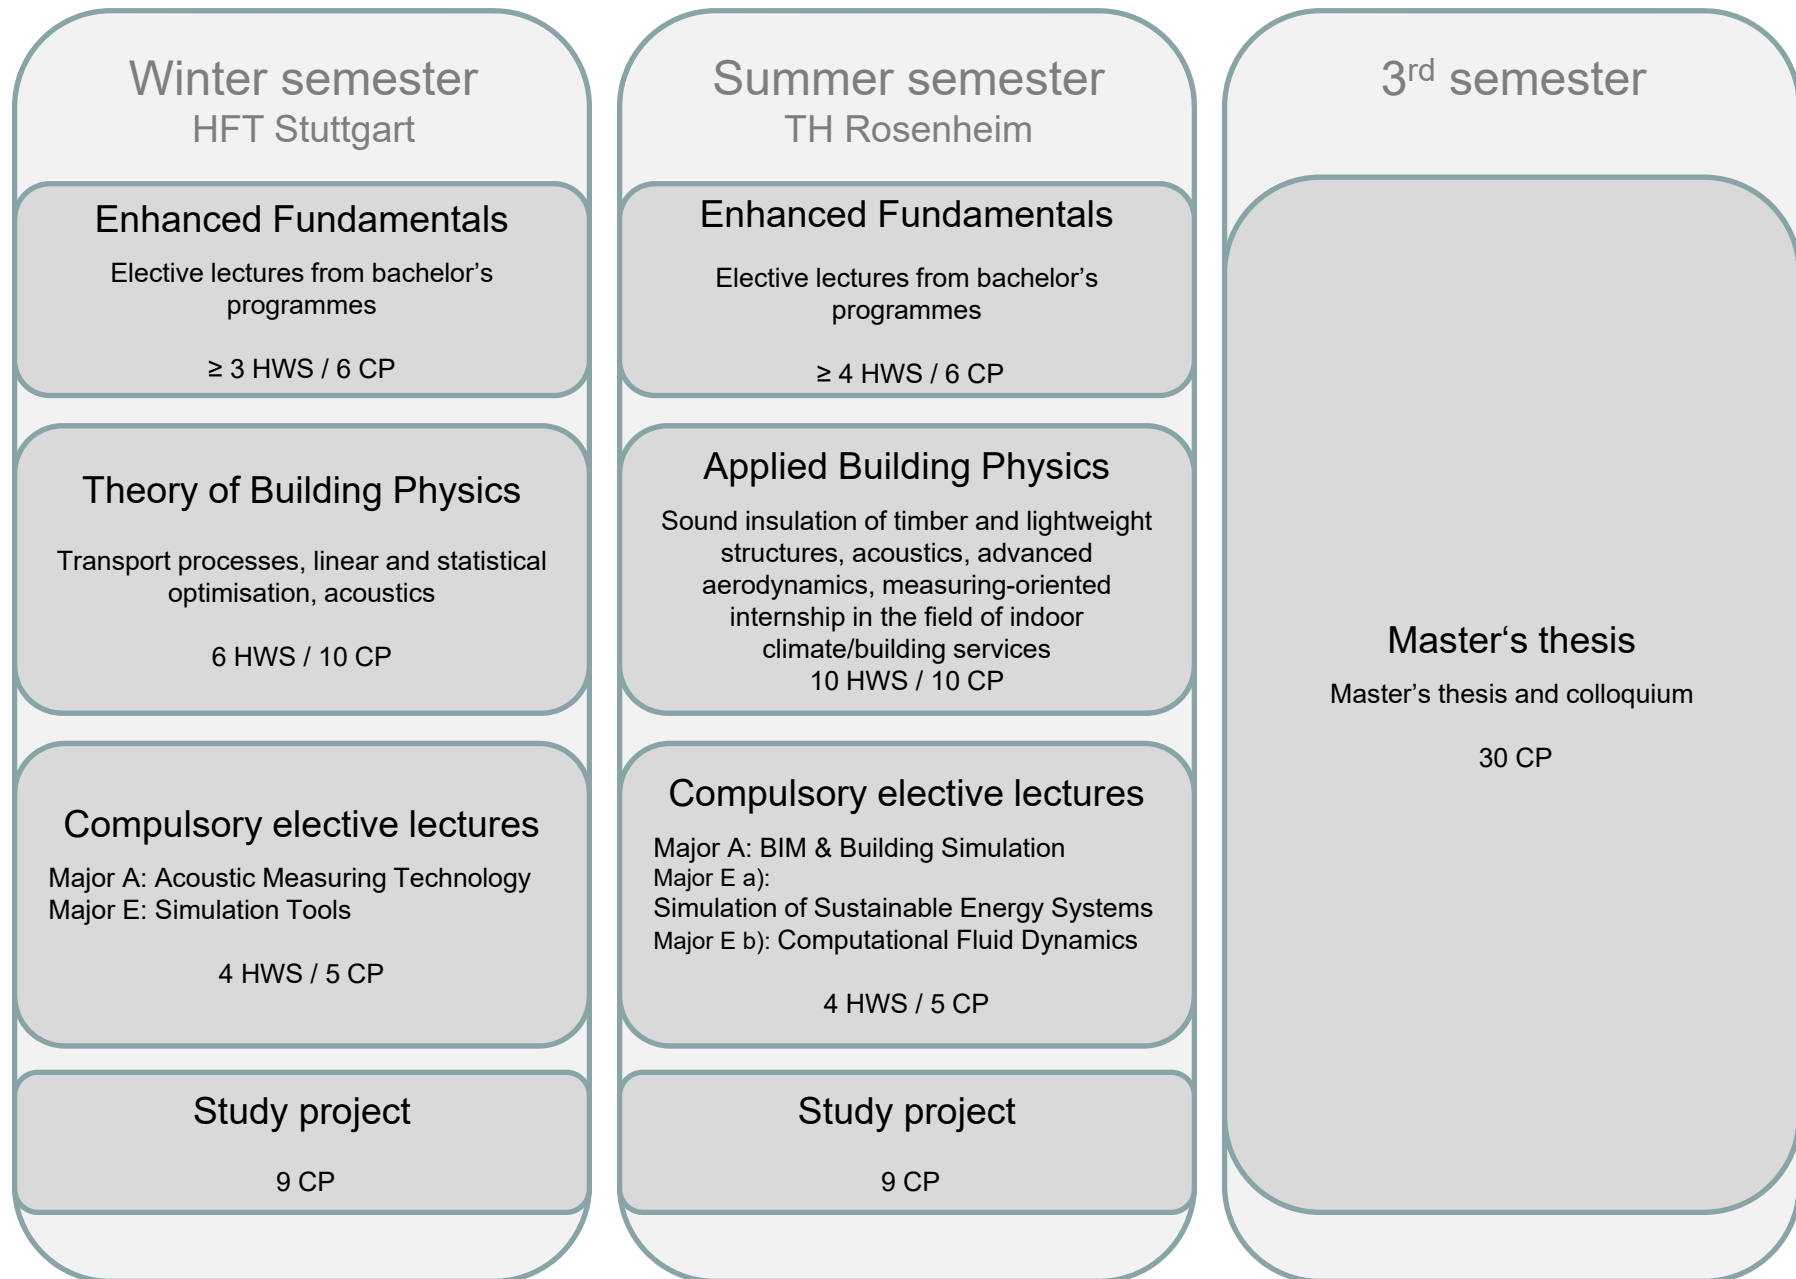 Winter semester
HFT Stuttgart
Enhanced Fundamentals
Elective lectures from bachelor’s
programmes
≥ 3 HWS / 6 CP
Theory of Building Physics
Transport processes, linear and statistical
optimisation, acoustics
6 HWS / 10 CP
Compulsory elective lectures
Major A: Acoustic Measuring Technology
Major E: Simulation Tools
4 HWS / 5 CP
Study project
9 CP
Summer semester
TH Rosenheim
Enhanced Fundamentals
Elective lectures from bachelor’s
programmes
≥ 4 HWS / 6 CP
Applied Building Physics
Sound insulation of timber and lightweight
structures, acoustics, advanced
aerodynamics, measuring-oriented
internship in the field of indoor
climate/building services
10 HWS / 10 CP
Compulsory elective lectures
Major A: BIM & Building Simulation
Major E a):
Simulation of Sustainable Energy Systems
Major E b): Computational Fluid Dynamics
4 HWS / 5 CP
Study project
9 CP
3rd semester
Master‘s thesis
Master’s thesis and colloquium
30 CP